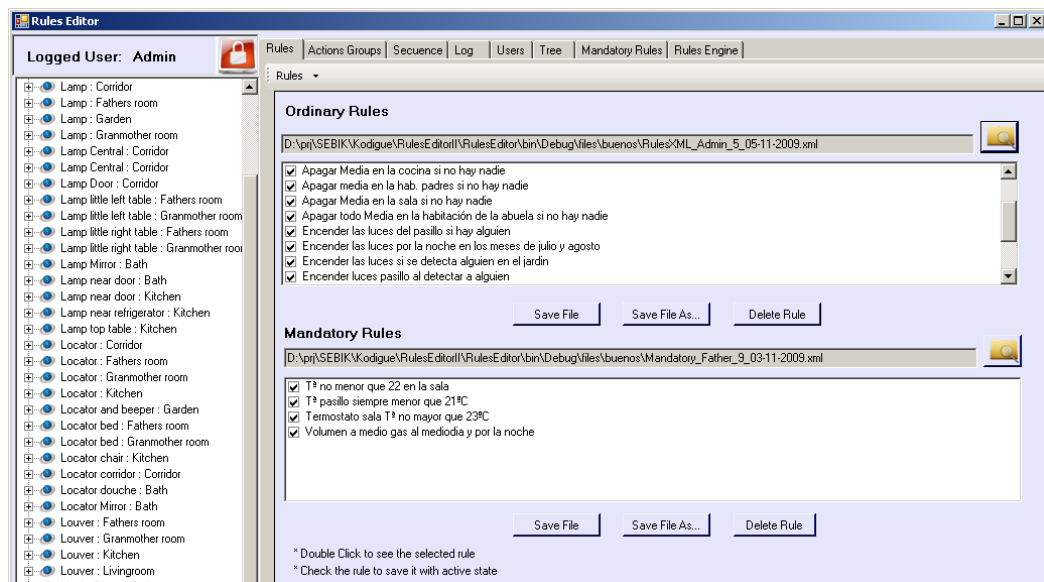 Rules Editor
Logged User: Admin
Lamp : Corridor
Lamp : Fathers room
Lamp : Garden
Lamp : Granmother room
Lamp Central : Corridor
Lamp Central : Corridor
Lamp Door : Corridor
Lamp little left table : Fathers room
Lamp little left table : Granmother room
Lamp little right table : Fathers room
Lamp little right table : Granmother roo
Lamp Mirror : Bath
Lamp near door : Bath
Lamp near door : Kitchen
Lamp near refrigerator : Kitchen
Lamp top table : Kitchen
Locator : Corridor
Locator : Fathers room
Locator : Granmother room
Locator : Kitchen
Locator and beeper : Garden
Locator bed : Fathers room
Locator bed : Granmother room
Locator chair : Kitchen
Locator corridor : Corridor
Locator douche : Bath
Locator Mirror : Bath
Louver : Fathers room
Louver : Granmother room
Louver : Kitchen
Louver : Livingroom
Rules Actions Groups Secuence Log Users Tree Mandatory Rules Rules Engine
Rules
Ordinary Rules
D:\prj\SEBIK\Kodigue\RulesEditorII\RulesEditor\bin\Debug\files\buenos\RulesXML_Admin_5_05-11-2009.xml
Apagar Media en la cocina si no hay nadie
Apagar media en la hab. padres si no hay nadie
Apagar Media en la sala si no hay nadie
Apagar todo Media en la habitación de la abuela si no hay nadie
Encender las luces del pasillo si hay alguien
Encender las luces por la noche en los meses de julio y agosto
Encender las luces si se detecta alguien en el jardin
Encender luces pasillo al detectar a alguien
Save File Save File As... Delete Rule
Mandatory Rules
D:\prj\SEBIK\Kodigue\RulesEditorII\RulesEditor\bin\Debug\files\buenos\Mandatory_Father_9_03-11-2009.xml
Tª no menor que 22 en la sala
Tª pasillo siempre menor que 21ºC
Termostato sala Tª no mayor que 23ºC
Volumen a medio gas al mediodia y por la noche
Save File Save File As... Delete Rule
* Double Click to see the selected rule
* Check the rule to save it with active state